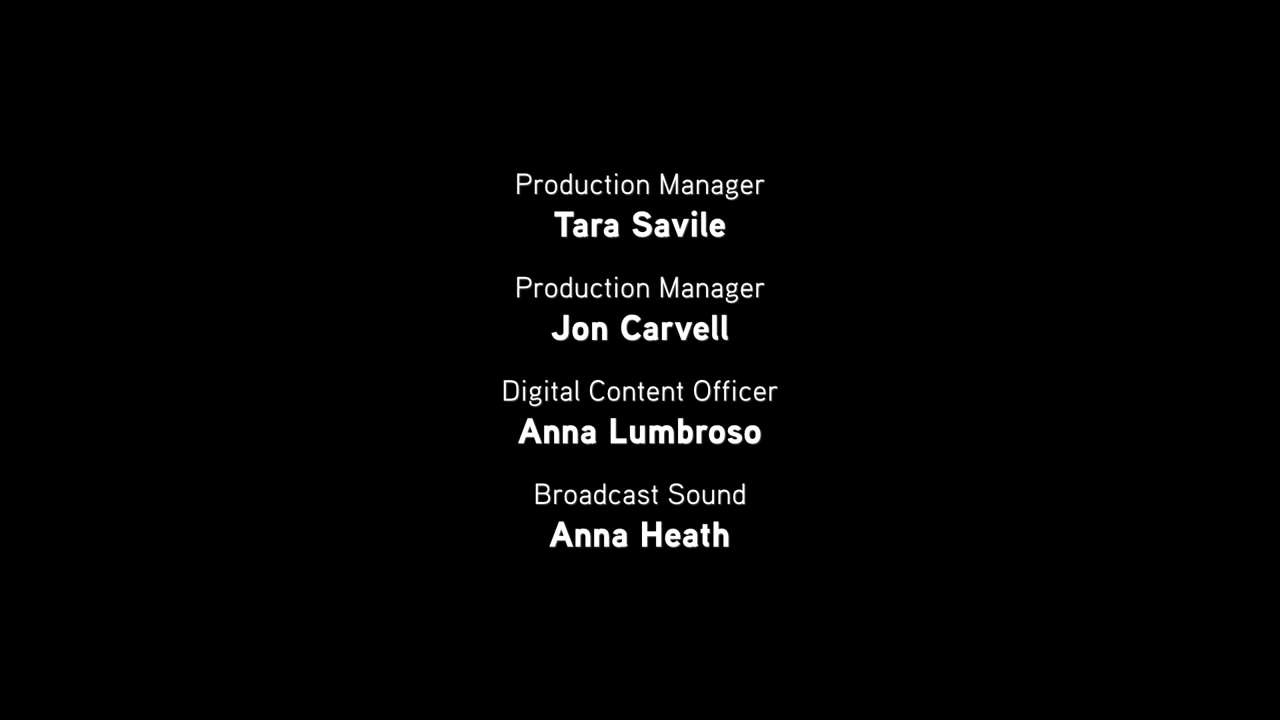 Production Manager
Tara Savile
Production Manager
Jon Carvell
Digital Content Officer
Anna Lumbroso
Broadcast Sound
Anna Heath